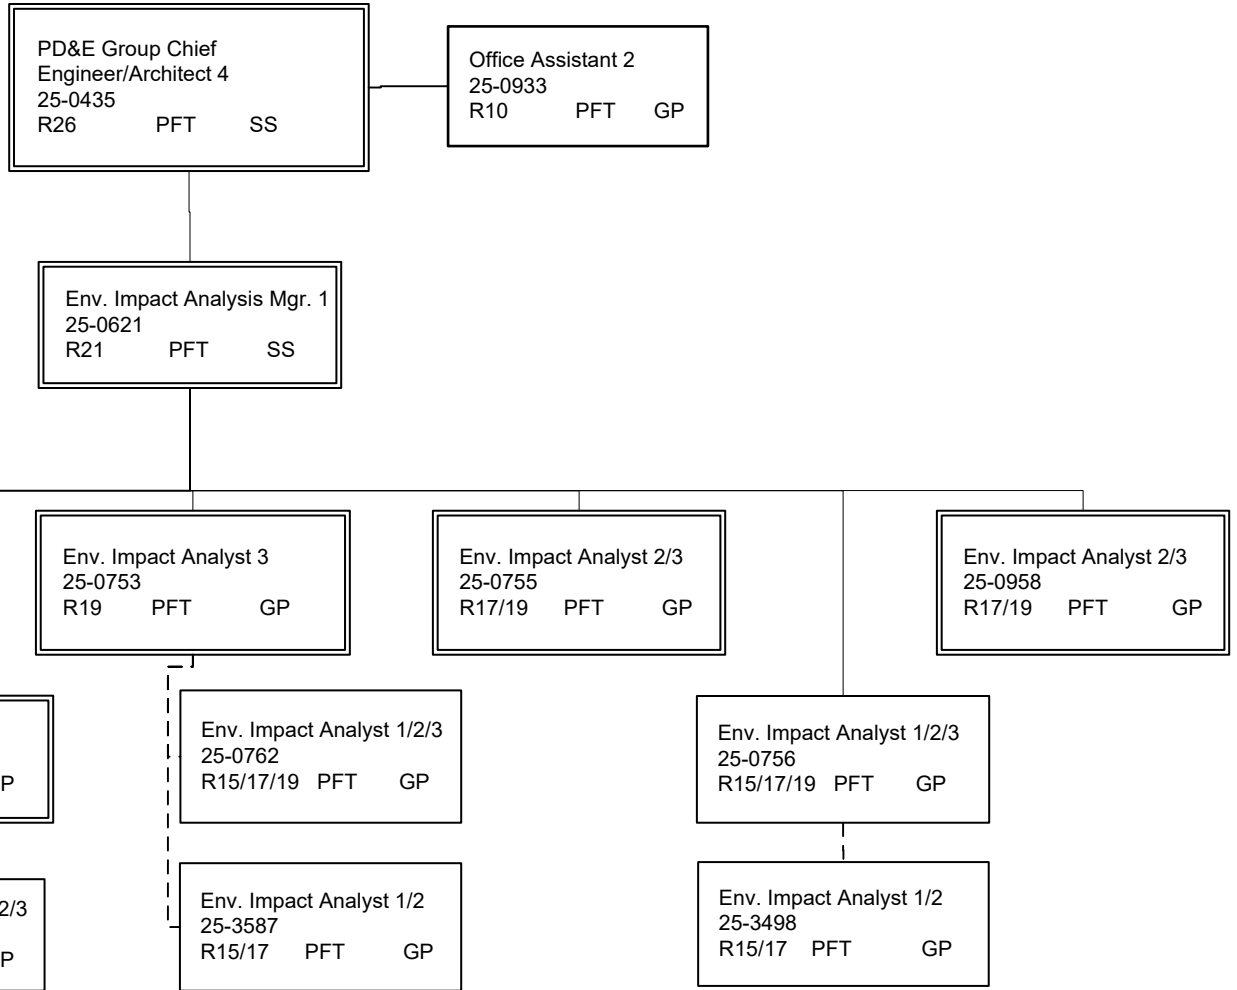 PD&E Group Chief
Engineer/Architect 4
25-0435
R26 PFT SS
Office Assistant 2
25-0933
R10 PFT GP
Env. Impact Analysis Mgr. 1
25-0621
R21 PFT SS
Env. Impact Analyst 3
25-0753
R19 PFT GP
Env. Impact Analyst 2/3
25-0755
R17/19 PFT GP
Env. Impact Analyst 2/3
25-0958
R17/19 PFT GP
P
Env. Impact Analyst 1/2/3
25-0762
R15/17/19 PFT GP
Env. Impact Analyst 1/2/3
25-0756
R15/17/19 PFT GP
2/3
P
Env. Impact Analyst 1/2
25-3587
R15/17 PFT GP
Env. Impact Analyst 1/2
25-3498
R15/17 PFT GP